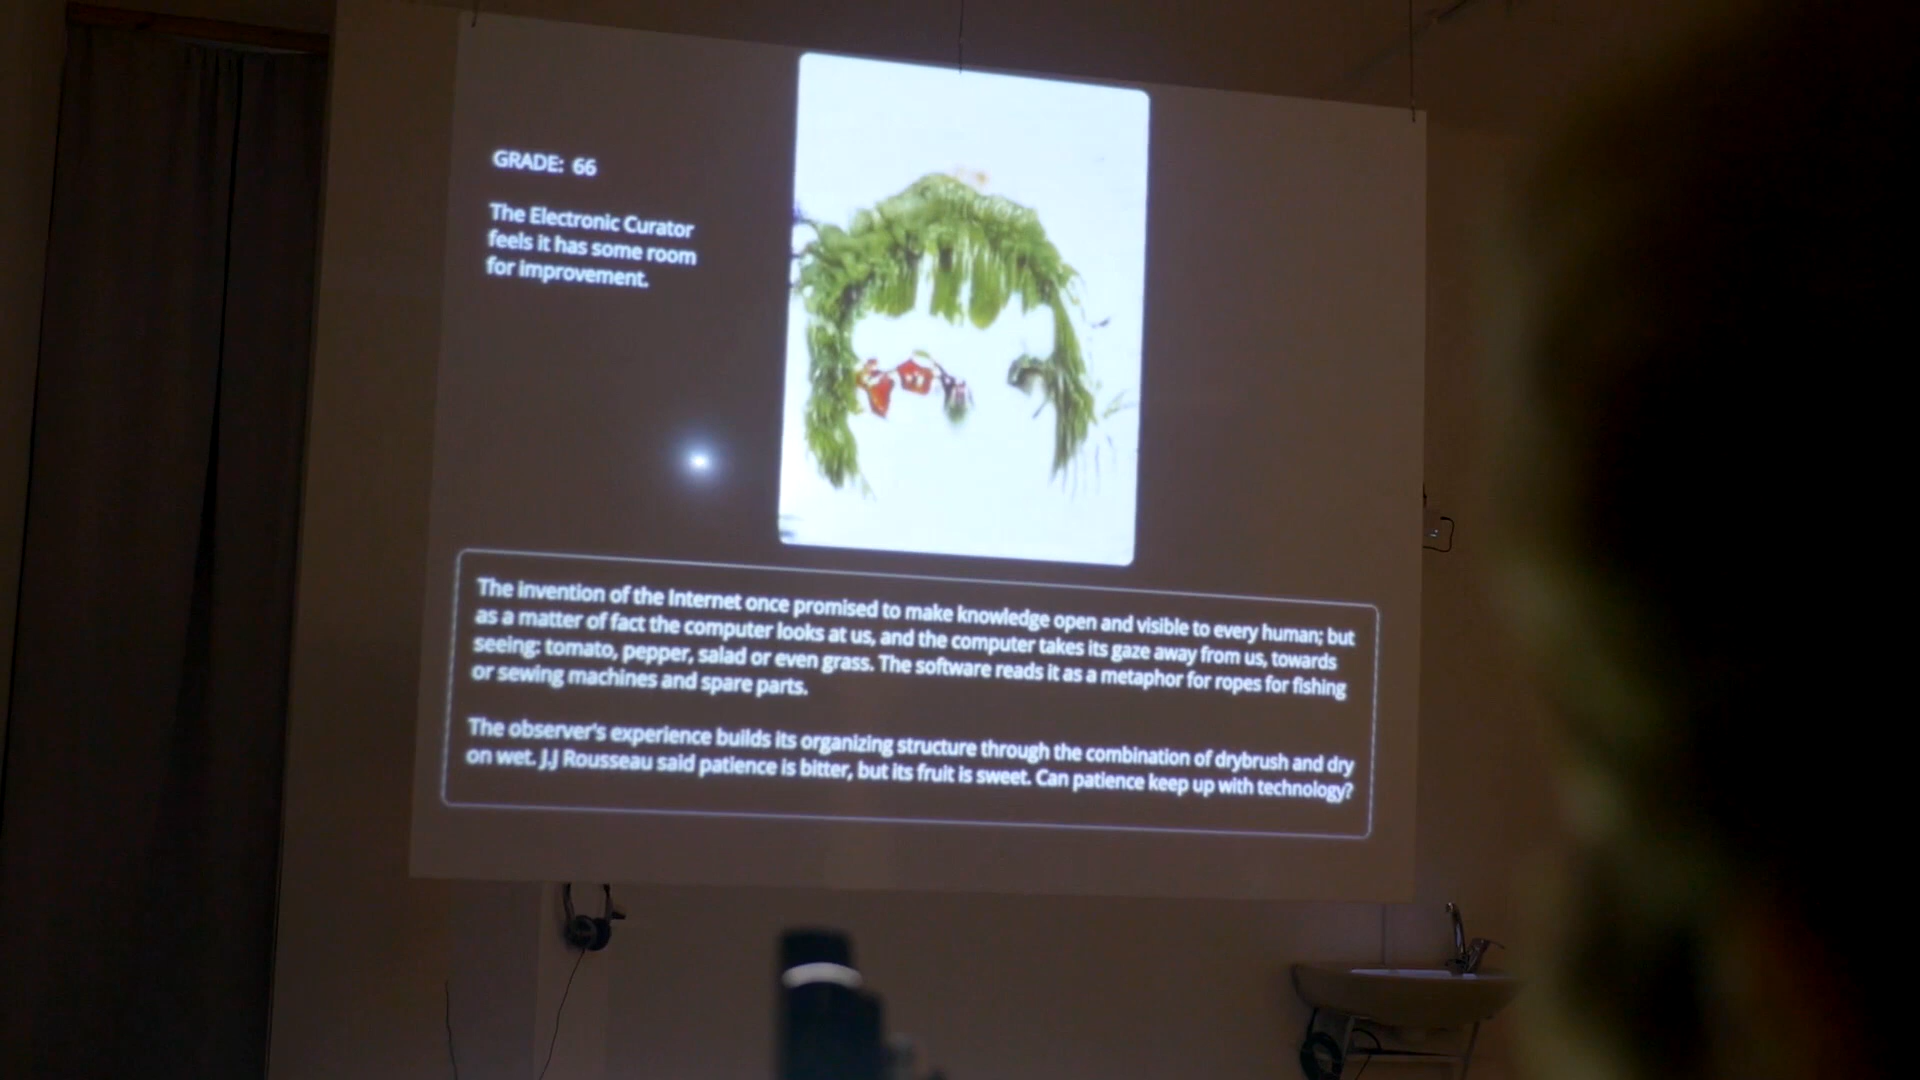 GRADE: 66
The Electronic Curator
feels it has some room
for improvement.
The invention of the Internet once promised to make knowledge open and visible to every human; but
as a matter of fact the computer looks at us, and the computer takes its gaze away from us, towards
seeing: tomato, pepper, salad or even grass. The software reads it as a metaphor for ropes for fishing
or sewing machines and spare parts.
The observer's experience builds its organizing structure through the combination of drybrush and dry
on wet. J.J Rousseau said patience is bitter, but its fruit is sweet. Can patience keep up with technology?